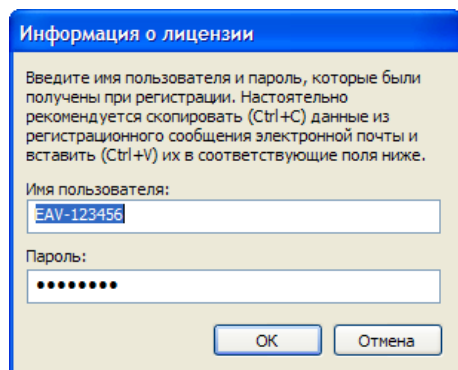 Информация о лицензии
Введите имя пользователя и пароль, которые были
получены при регистрации. Настоятельно
рекомендуется скопировать (Ctrl+C) данные из
регистрационного сообщения электронной почты и
вставить (Ctrl+V) их в соответствующие поля ниже.
Имя пользователя:
EAV-123456
Пароль:
●●●●●●●●
ОК Отмена